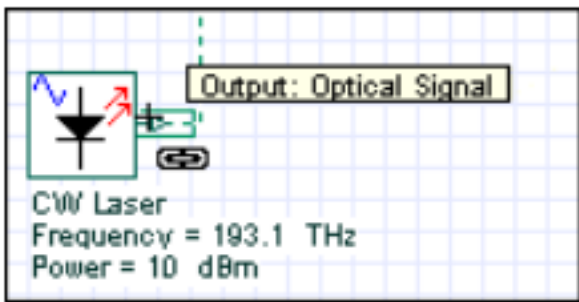 Output: Optical Signal
CW Laser
Frequency = 193.1 THz
Power = 10 dBm